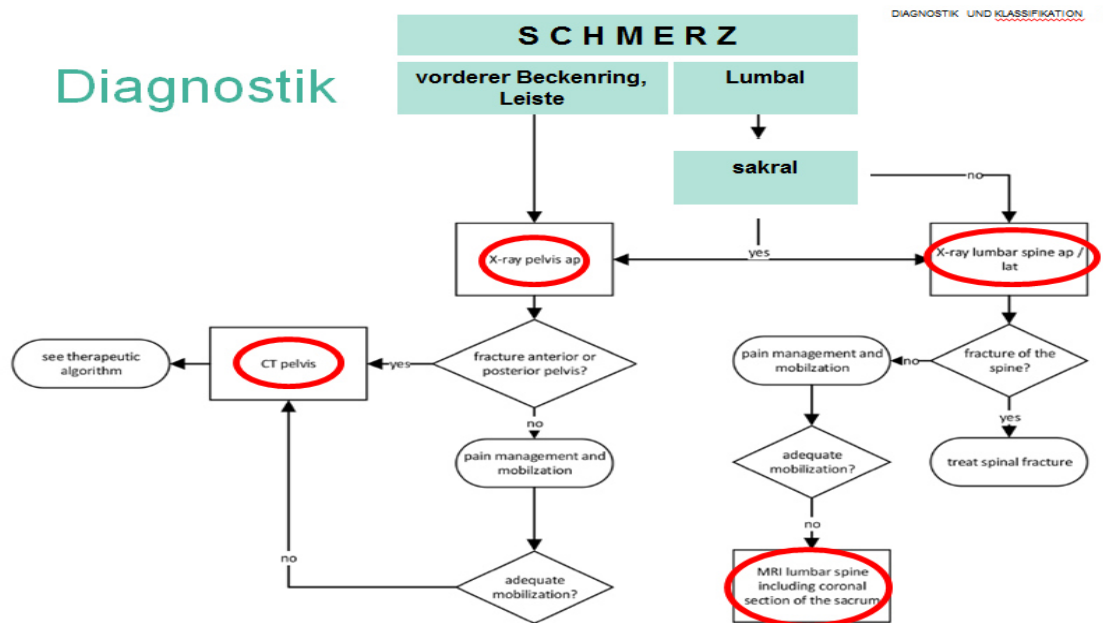 DIAGNOSTIK UND KLASSIFIKATION
SCHMERZ
Diagnostik
vorderer Beckenring,
Leiste
Lumbal
sakral
no
yes
X-ray pelvis ap
X-ray lumbar spine ap /
lat
see therapeutic
algorithm
CT pelvis
yes
fracture anterior or
posterior pelvis?
pain management and
mobilzation
no
fracture of the
spine?
no
yes
pain management and
mobilzation
adequate
mobilization?
treat spinal fracture
no
no
adequate
mobilization?
MRI lumbar spine
including coronal
section of the sacrum